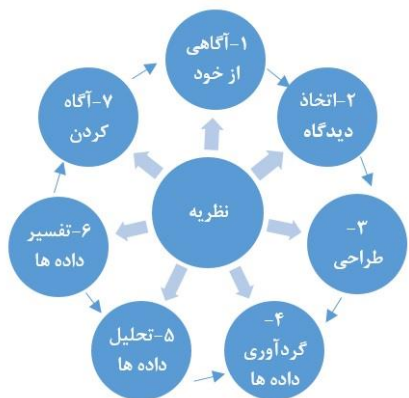 ۱-آگاهی
از خود
۲-اتخاذ
دیدگاه
۳-
طراحی
۴-
گردآوری
داده ها
۵-تحلیل
داده ها
۶-تفسیر
داده ها
۷-آگاه
کردن
نظریه